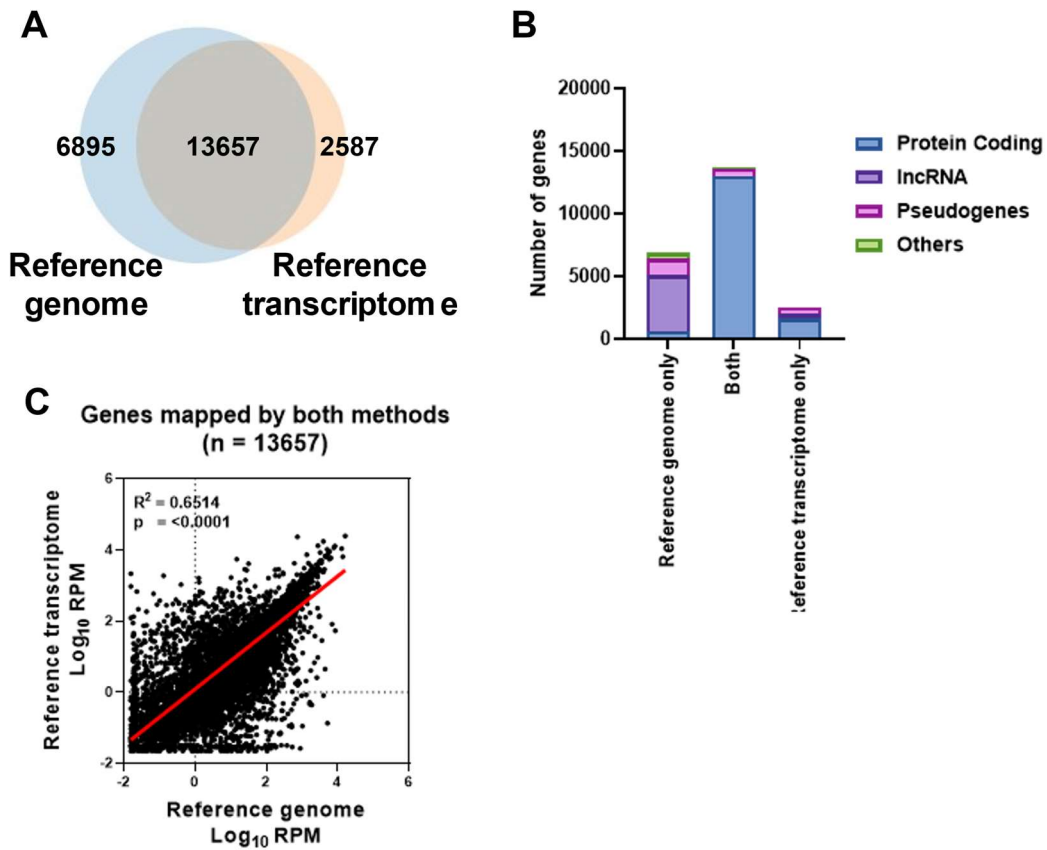 A
6895
13657
2587
Reference
genome
Reference
transcriptome
B
20000
15000
10000
5000
0
Number of genes
Reference genome only
Both
eference transcriptome only
Protein Coding
lncRNA
Pseudogenes
Others
C
Genes mapped by both methods
(n = 13657)
R² = 0.6514
p = <0.0001
6
4
2
0
-2
Reference transcriptome
Log₁₀ RPM
-2
0
2
4
6
Reference genome
Log₁₀ RPM